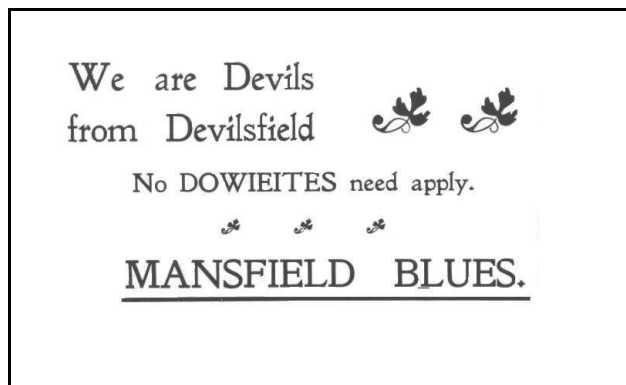 We are Devils
from Devilsfield
No DOWIEITES need apply.
MANSFIELD BLUES.